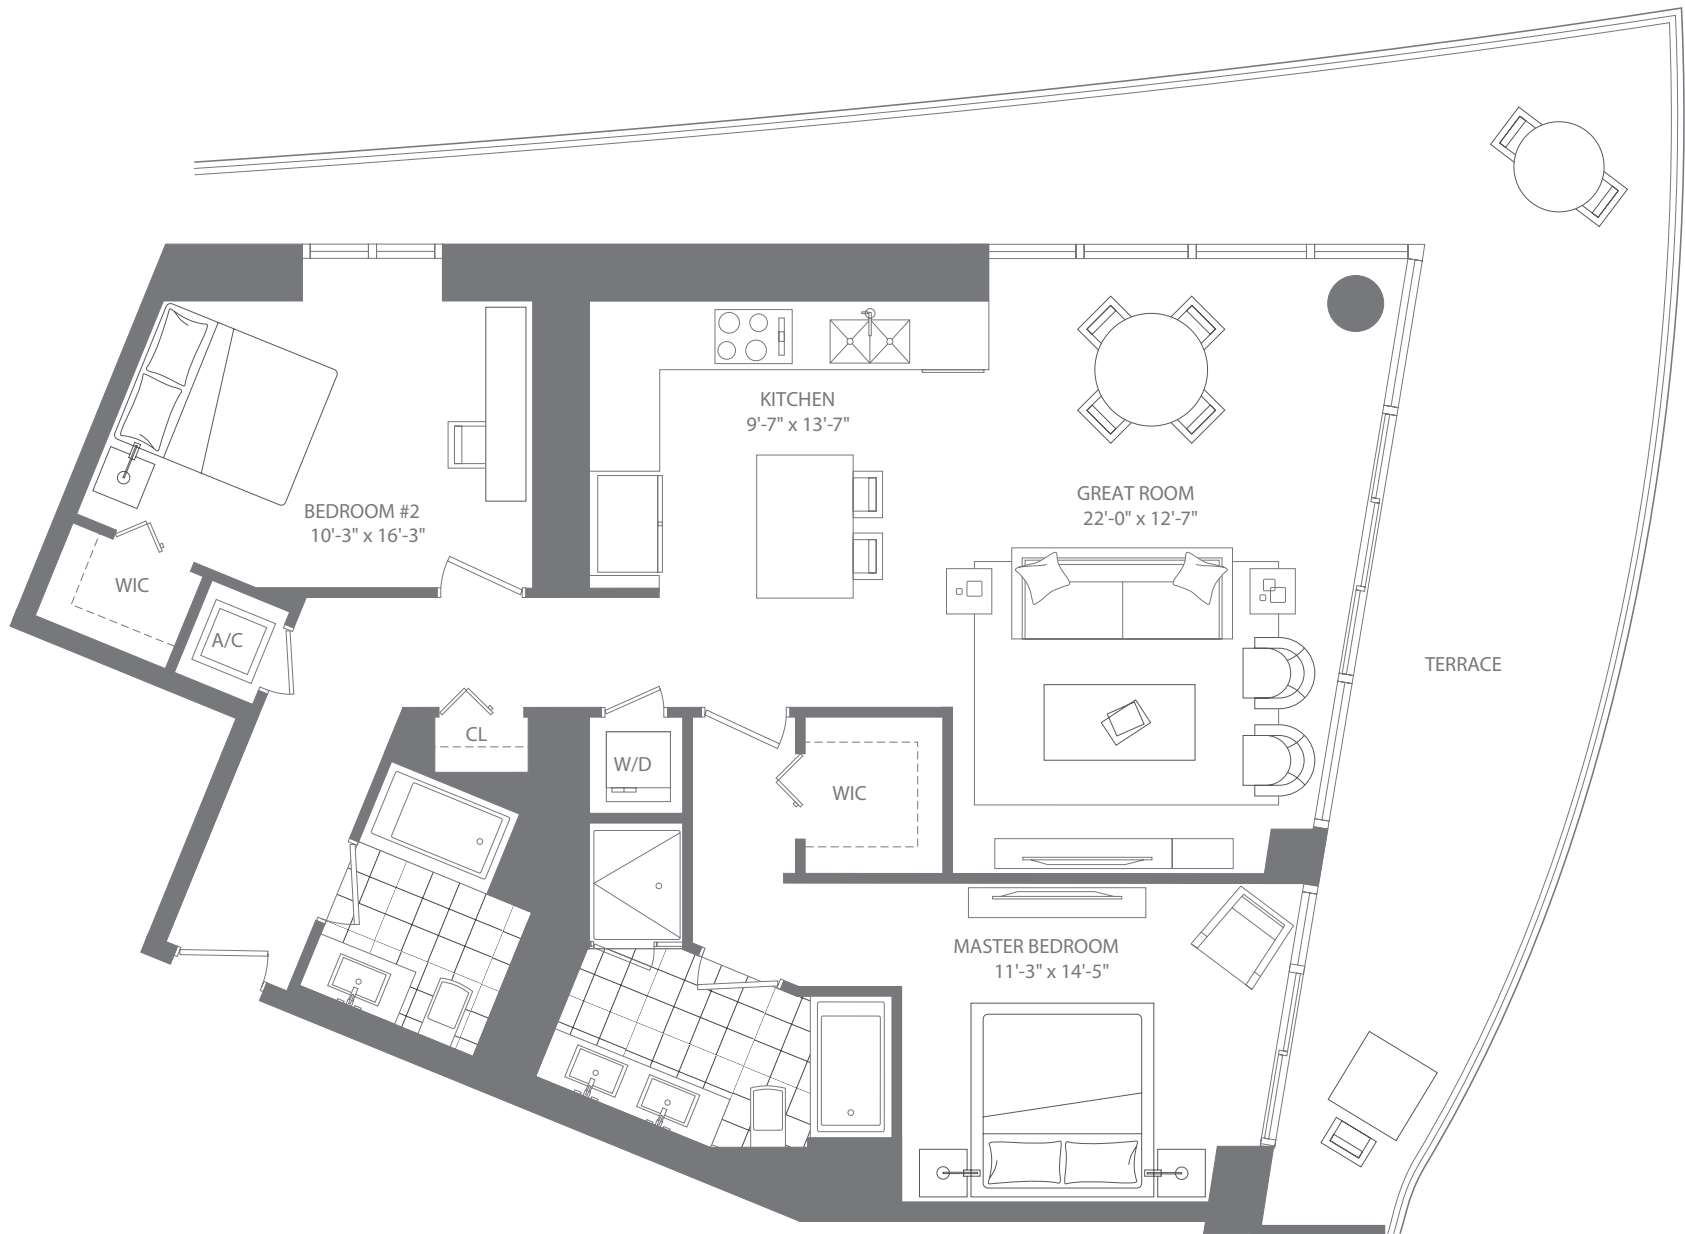 KITCHEN
9'-7" x 13'-7"
GREAT ROOM
22'-0" x 12'-7"
BEDROOM #2
10'-3" x 16'-3"
WIC
A/C
TERRACE
CL
W/D
WIC
MASTER BEDROOM
11'-3" x 14'-5"